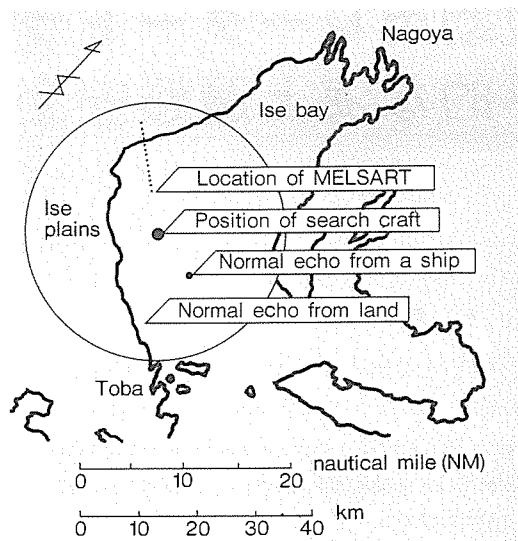 Nagoya
Ise bay
Location of MELSART
Ise
plains
Position of search craft
Normal echo from a ship
Normal echo from land
Toba
nautical mile (NM)
0 10 20
km
0 10 20 30 40